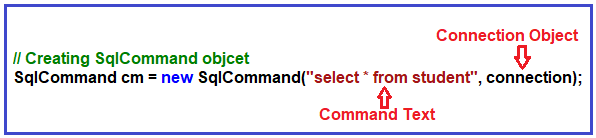 Connection Object
// Creating SqlCommand objcet
SqlCommand cm = new SqlCommand("select * from student", connection);
Command Text